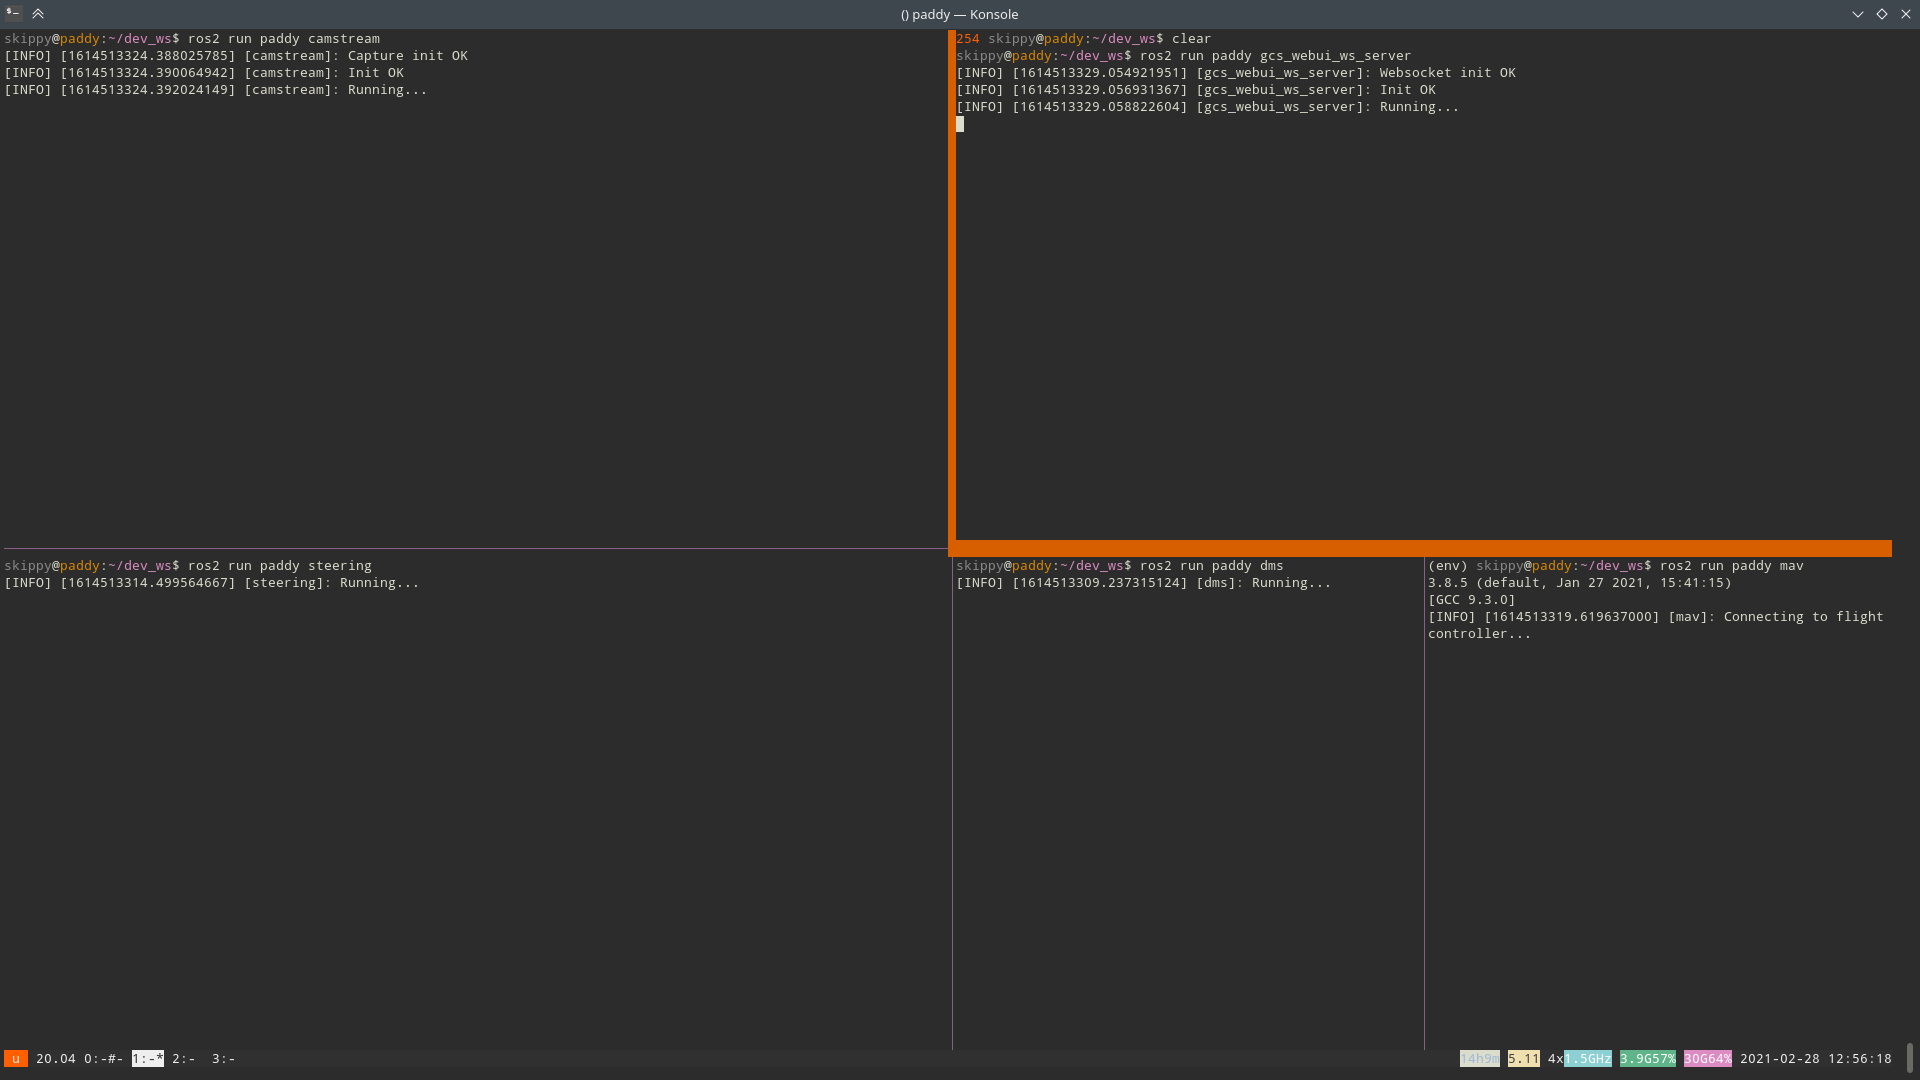 () paddy — Konsole
skippy@paddy:~/dev_ws$ ros2 run paddy camstream
[INFO] [1614513324.388025785] [camstream]: Capture init OK
[INFO] [1614513324.390064942] [camstream]: Init OK
[INFO] [1614513324.392024149] [camstream]: Running...
254 skippy@paddy:~/dev_ws$ clear
skippy@paddy:~/dev_ws$ ros2 run paddy gcs_webui_ws_server
[INFO] [1614513329.054921951] [gcs_webui_ws_server]: Websocket init OK
[INFO] [1614513329.056931367] [gcs_webui_ws_server]: Init OK
[INFO] [1614513329.058822604] [gcs_webui_ws_server]: Running...
skippy@paddy:~/dev_ws$ ros2 run paddy steering
[INFO] [1614513314.499564667] [steering]: Running...
skippy@paddy:~/dev_ws$ ros2 run paddy dms
[INFO] [1614513309.237315124] [dms]: Running...
(env) skippy@paddy:~/dev_ws$ ros2 run paddy mav
3.8.5 (default, Jan 27 2021, 15:41:15)
[GCC 9.3.0]
[INFO] [1614513319.619637000] [mav]: Connecting to flight
controller...
u 20.04 0:-#- 1:-* 2:- 3:- 14h9m 5.11 4x1.5GHz 3.9G57% 30G64% 2021-02-28 12:56:18